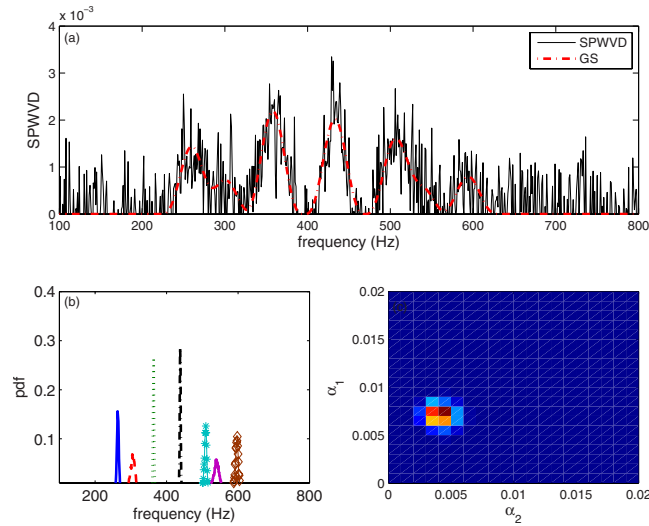 × 10⁻³
(a)
SPWVD
GS
4
3
2
1
0
SPWVD
100 200 300 400 500 600 700 800
frequency (Hz)
(b)
0.4
0.3
0.2
0.1
pdf
200 400 600 800
frequency (Hz)
0.02
0.015
0.01
0.005
0
α₁
0 0.005 0.01 0.015 0.02
α₂